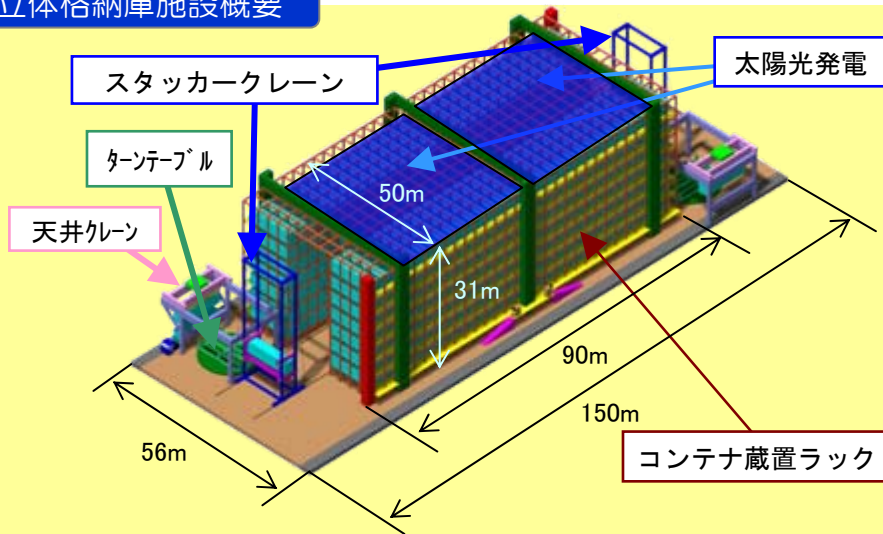 立体格納庫施設概要
スタッカークレーン
太陽光発電
ﾀｰﾝﾃｰﾌﾞﾙ
天井ｸﾚｰﾝ
50m
31m
90m
150m
56m
コンテナ蔵置ラック